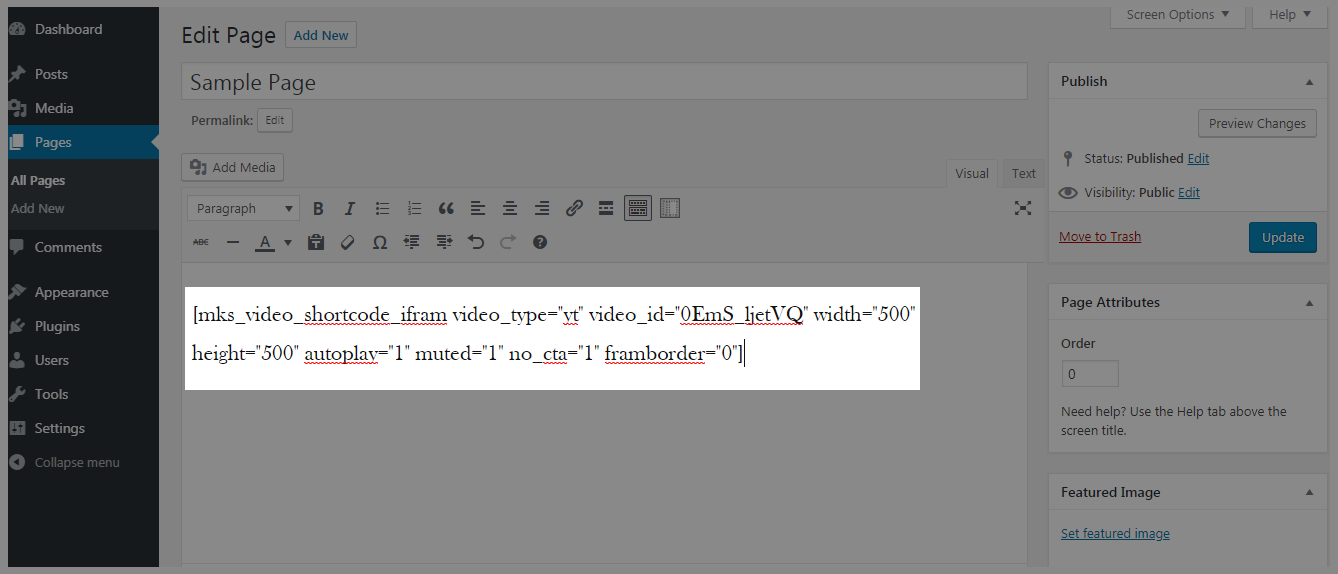 Dashboard
Posts
Media
Pages
All Pages
Add New
Comments
Appearance
Plugins
Users
Tools
Settings
Collapse menu
Screen Options
Help
Edit Page
Add New
Sample Page
Permalink:
Edit
Add Media
Visual
Text
Paragraph
B
I
ABC
A
Ω
?
[mks_video_shortcode_ifram video_type="yt" video_id="0EmS_ljetVQ" width="500"
height="500" autoplay="1" muted="1" no_cta="1" framborder="0"]
Publish
Preview Changes
Status: Published Edit
Visibility: Public Edit
Move to Trash
Update
Page Attributes
Order
0
Need help? Use the Help tab above the
screen title.
Featured Image
Set featured image